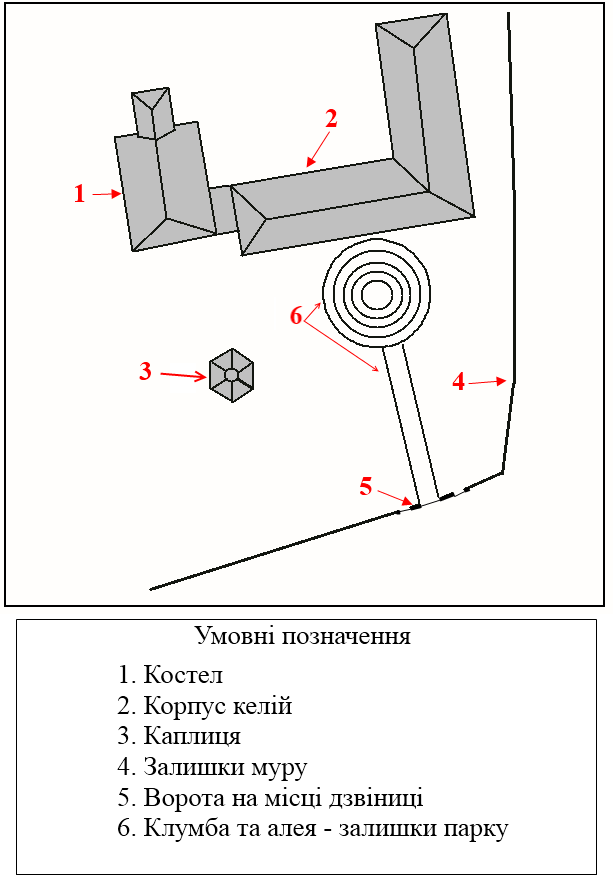 2
1
6
3
4
5
Умовні позначення
1. Костел
2. Корпус келій
3. Каплиця
4. Залишки муру
5. Ворота на місці дзвіниці
6. Клумба та алея - залишки парку